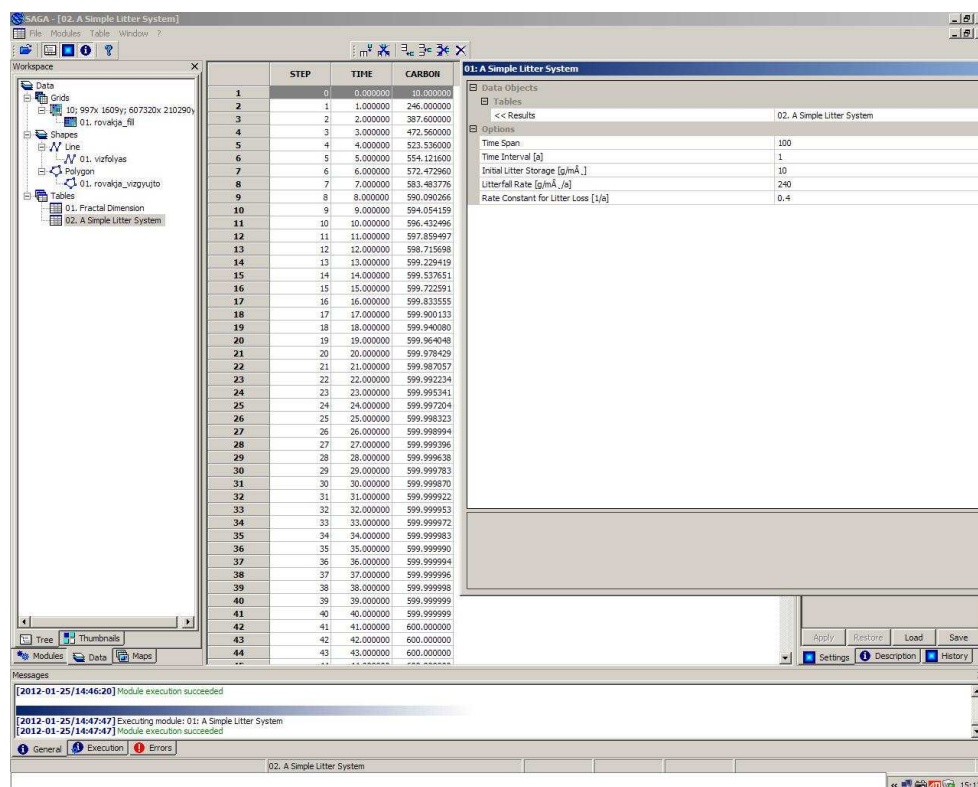 SAGA - [02. A Simple Litter System]
File Modules Table Window ?
Workspace X
Data
Grids
10; 997x 1609y; 607320x 210290y
01. rovakja_fill
Shapes
Line
01. vizfolyas
Polygon
01. rovakja_vizgyujto
Tables
01. Fractal Dimension
02. A Simple Litter System
Tree Thumbnails
Modules Data Maps
STEP TIME CARBON
1 0 0.000000 10.000000
2 1 1.000000 246.000000
3 2 2.000000 387.600000
4 3 3.000000 472.560000
5 4 4.000000 523.536000
6 5 5.000000 554.121600
7 6 6.000000 572.472960
8 7 7.000000 583.483776
9 8 8.000000 590.090266
10 9 9.000000 594.054159
11 10 10.000000 596.432496
12 11 11.000000 597.859497
13 12 12.000000 598.715698
14 13 13.000000 599.229419
15 14 14.000000 599.537651
16 15 15.000000 599.722591
17 16 16.000000 599.833555
18 17 17.000000 599.900133
19 18 18.000000 599.940080
20 19 19.000000 599.964048
21 20 20.000000 599.978429
22 21 21.000000 599.987057
23 22 22.000000 599.992234
24 23 23.000000 599.995341
25 24 24.000000 599.997204
26 25 25.000000 599.998323
27 26 26.000000 599.998994
28 27 27.000000 599.999396
29 28 28.000000 599.999638
30 29 29.000000 599.999783
31 30 30.000000 599.999870
32 31 31.000000 599.999922
33 32 32.000000 599.999953
34 33 33.000000 599.999972
35 34 34.000000 599.999983
36 35 35.000000 599.999990
37 36 36.000000 599.999994
38 37 37.000000 599.999996
39 38 38.000000 599.999998
40 39 39.000000 599.999999
41 40 40.000000 599.999999
42 41 41.000000 600.000000
43 42 42.000000 600.000000
44 43 43.000000 600.000000
01: A Simple Litter System
Data Objects
Tables
<< Results 02. A Simple Litter System
Options
Time Span 100
Time Interval [a] 1
Initial Litter Storage [g/mÂ¸] 10
Litterfall Rate [g/mÂ¸/a] 240
Rate Constant for Litter Loss [1/a] 0.4
Apply Restore Load Save
Settings Description History
Messages
[2012-01-25/14:46:20] Module execution succeeded
[2012-01-25/14:47:47] Executing module: 01: A Simple Litter System
[2012-01-25/14:47:47] Module execution succeeded
General Execution Errors
02. A Simple Litter System